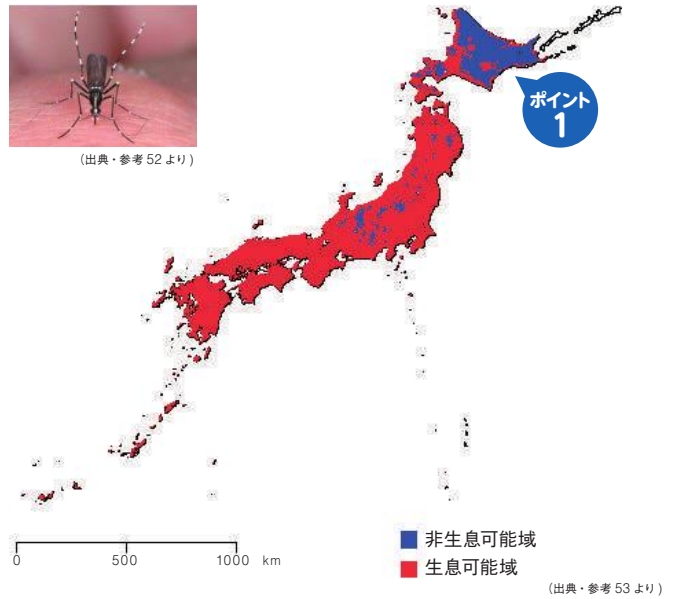 (出典・参考 52 より)
ポイント
1
0 500 1000 km
非生息可能域
生息可能域
(出典・参考 53 より)